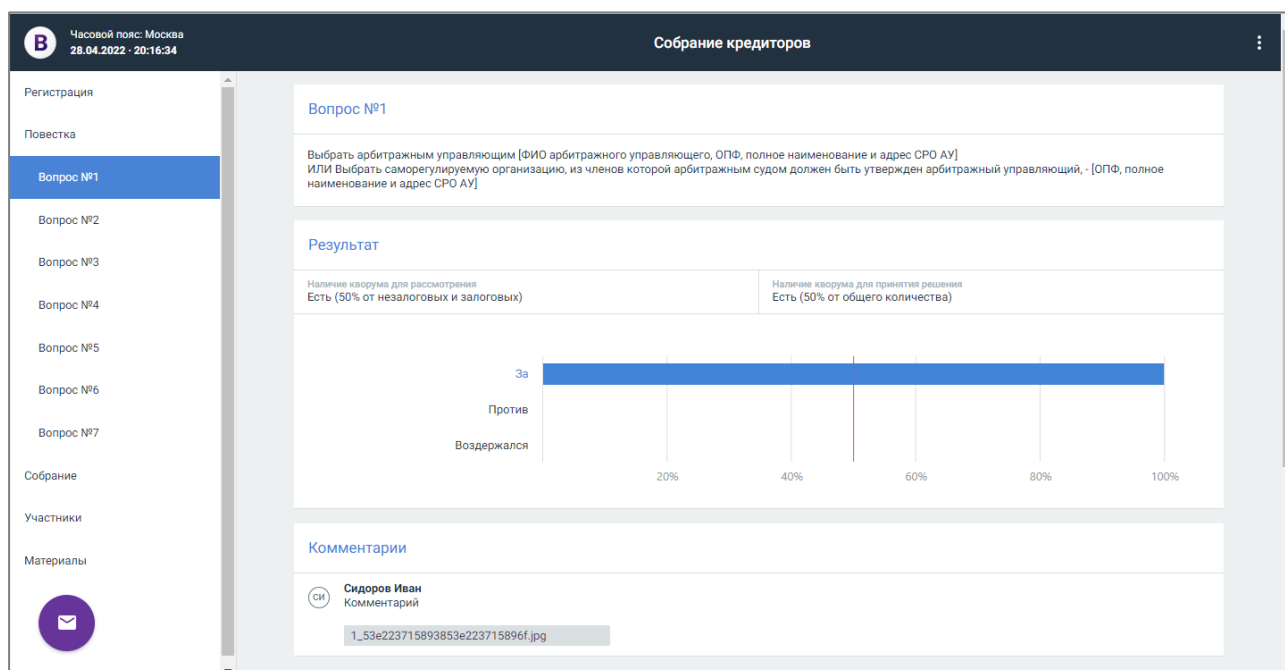 B
Часовой пояс: Москва
28.04.2022 · 20:16:34
Собрание кредиторов
Регистрация
Повестка
Вопрос №1
Вопрос №2
Вопрос №3
Вопрос №4
Вопрос №5
Вопрос №6
Вопрос №7
Собрание
Участники
Материалы
Вопрос №1
Выбрать арбитражным управляющим [ФИО арбитражного управляющего, ОПФ, полное наименование и адрес СРО АУ]
ИЛИ Выбрать саморегулируемую организацию, из членов которой арбитражным судом должен быть утвержден арбитражный управляющий, - [ОПФ, полное
наименование и адрес СРО АУ]
Результат
Наличие кворума для рассмотрения
Есть (50% от незалоговых и залоговых)
Наличие кворума для принятия решения
Есть (50% от общего количества)
За
Против
Воздержался
20% 40% 60% 80% 100%
Комментарии
СИ
Сидоров Иван
Комментарий
1_53e223715893853e223715896f.jpg